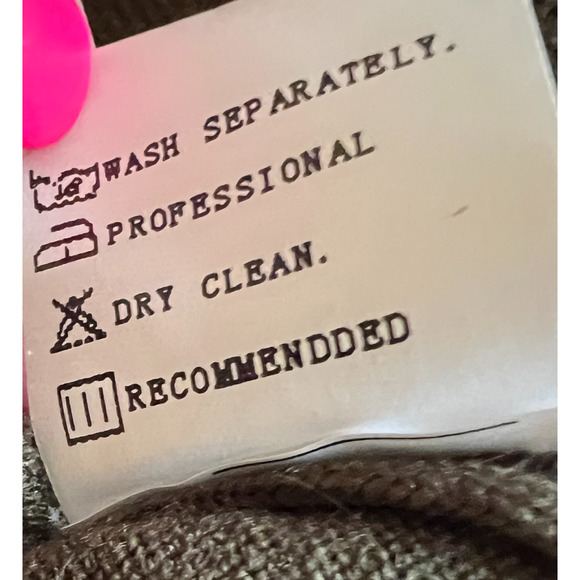 WASH SEPARATELY.
PROFESSIONAL
DRY CLEAN.
RECOMMENDDED